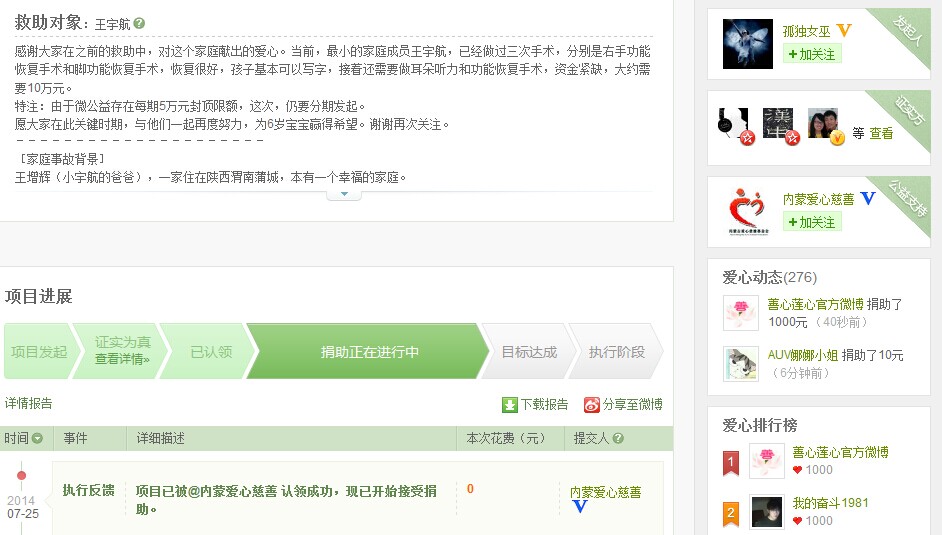 救助对象：王宇航 ?
感谢大家在之前的救助中，对这个家庭献出的爱心。当前，最小的家庭成员王宇航，已经做过三次手术，分别是右手功能
恢复手术和脚功能恢复手术，恢复很好，孩子基本可以写字，接着还需要做耳朵听力和功能恢复手术，资金紧缺，大约需
要10万元。
特注：由于微公益存在每期5万元封顶限额，这次，仍要分期发起。
愿大家在此关键时期，与他们一起再度努力，为6岁宝宝赢得希望。谢谢再次关注。
- - - - - - - - - - - - - - - - - - - - - - -
[家庭事故背景]
王增辉（小宇航的爸爸），一家住在陕西渭南蒲城，本有一个幸福的家庭。
项目进展
项目发起
证实为真
查看详情»
已认领
捐助正在进行中
目标达成
执行阶段
详情报告
下载报告
分享至微博
时间
事件
详细描述
本次花费（元）
提交人 ?
2014
07-25
执行反馈
项目已被@内蒙爱心慈善 认领成功，现已开始接受捐
助。
0
内蒙爱心慈善
V
孤独女巫 V
+加关注
发起人
漢
等 查看
证实方
内蒙爱心慈善 V
+加关注
公益支持
爱心动态(276)
善
善心莲心官方微博 捐助了
1000元 （40秒前）
AUV娜娜小姐 捐助了10元
（6分钟前）
爱心排行榜
1
善
善心莲心官方微博
1000
2
我的奋斗1981
1000